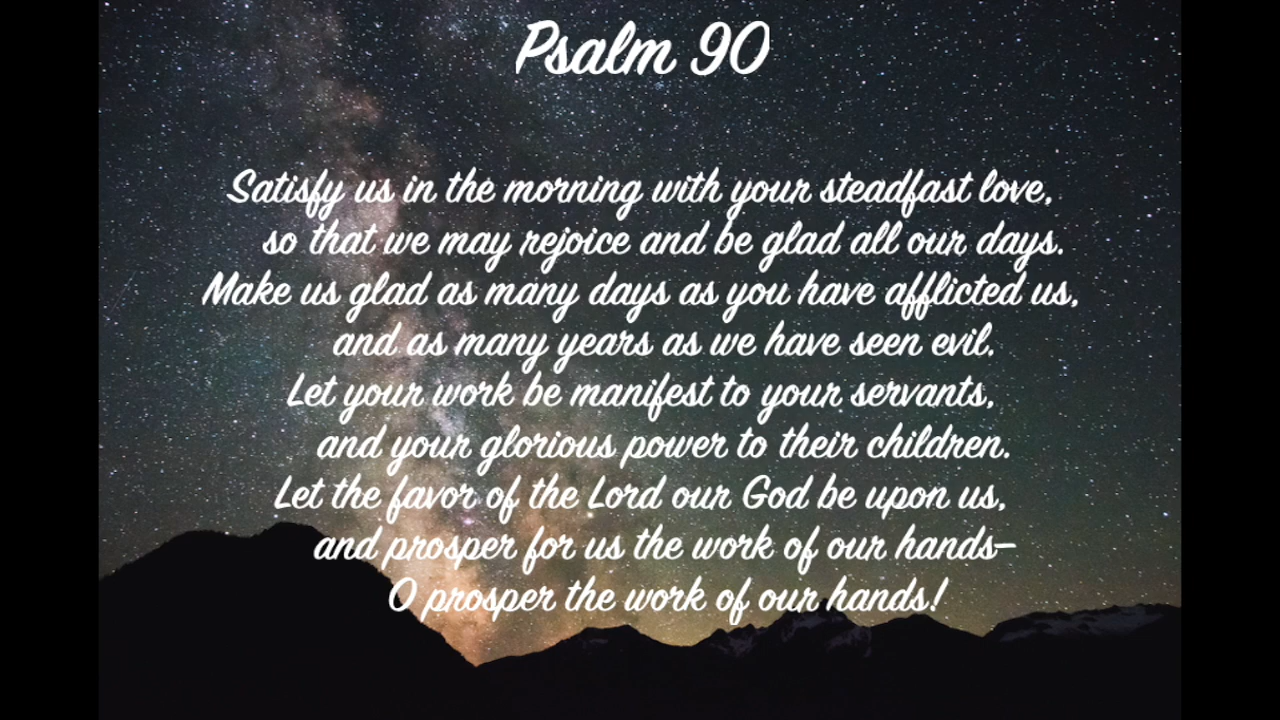 Psalm 90
Satisfy us in the morning with your steadfast love,
so that we may rejoice and be glad all our days.
Make us glad as many days as you have afflicted us,
and as many years as we have seen evil.
Let your work be manifest to your servants,
and your glorious power to their children.
Let the favor of the Lord our God be upon us,
and prosper for us the work of our hands–
O prosper the work of our hands!